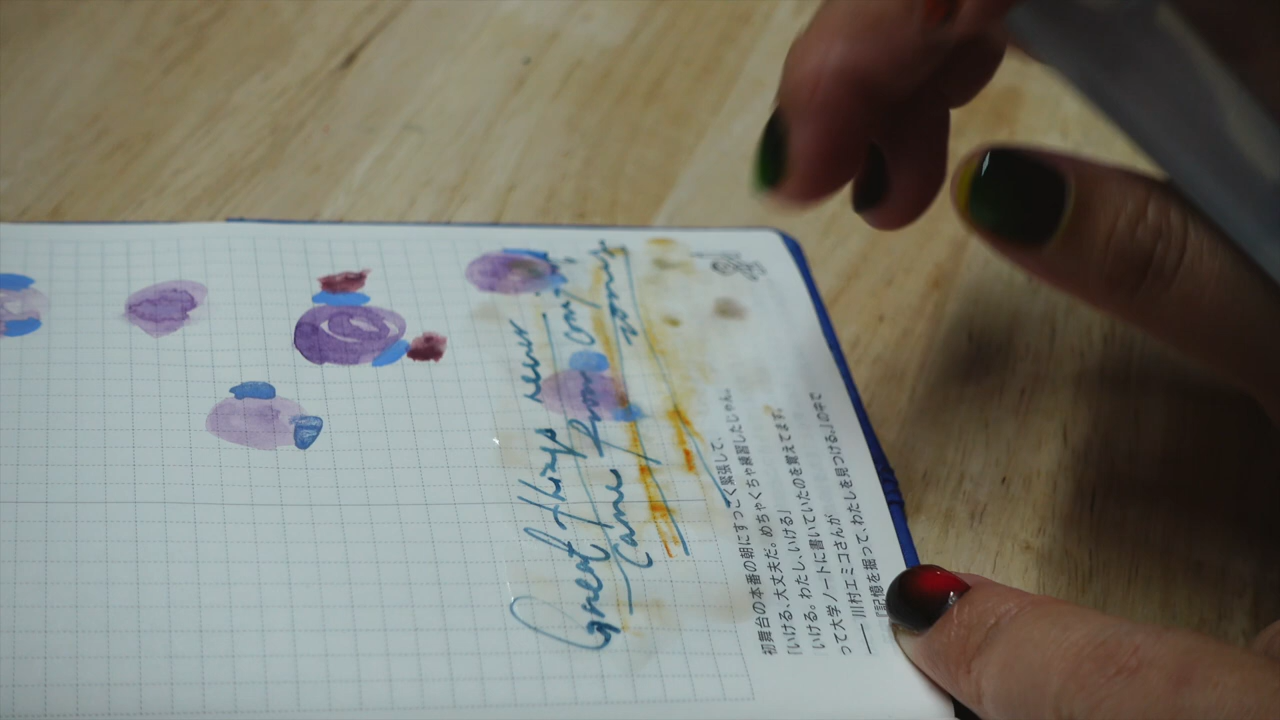 Great things never
came from comfort
zones
初舞台の本番の朝にすっごく緊張して、
「いける、大丈夫だ。めちゃくちゃ練習したじゃん。
いける。わたし、いける」
って大学ノートに書いていたのを覚えてます。
—— 川村エミコさんが
『記憶を掘って、わたしを見つける。』の中で